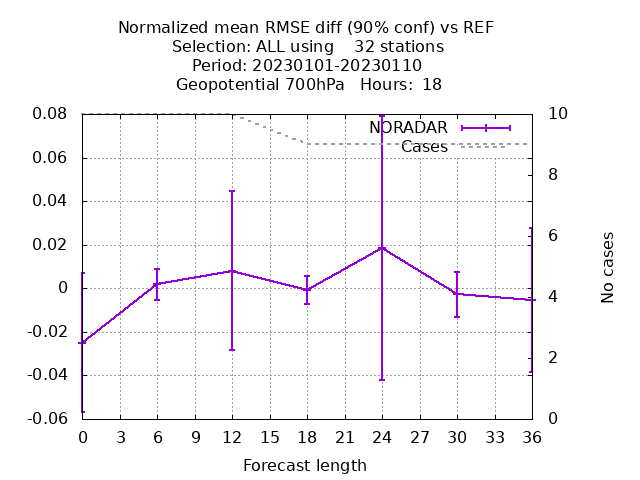 Normalized mean RMSE diff (90% conf) vs REF
Selection: ALL using    32 stations
Period: 20230101-20230110
Geopotential 700hPa   Hours:  18
0.08
0.06
0.04
0.02
0
-0.02
-0.04
-0.06
10
8
6
4
2
0
NORADAR
Cases
No cases
0 3 6 9 12 15 18 21 24 27 30 33 36
Forecast length